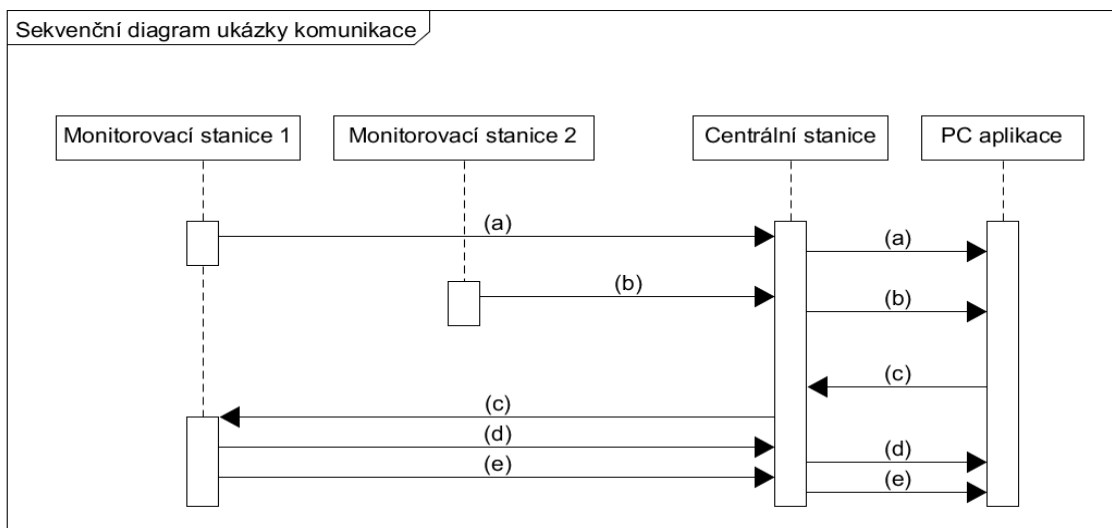 Sekvenční diagram ukázky komunikace
Monitorovací stanice 1
Monitorovací stanice 2
Centrální stanice
PC aplikace
(a)
(a)
(b)
(b)
(c)
(c)
(d)
(d)
(e)
(e)